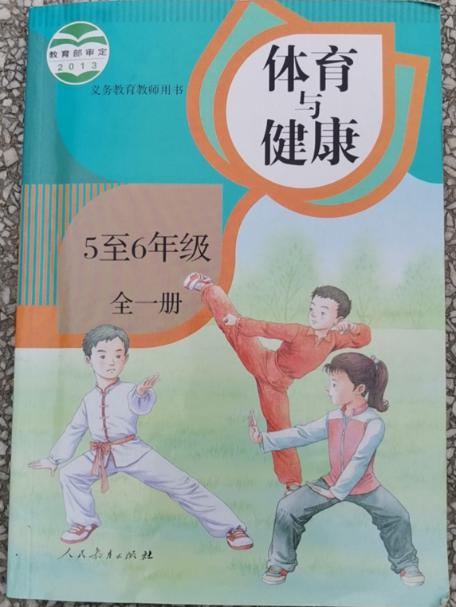 教育部审定
2013
义务教育教师用书
体育
与
健康
5至6年级
全一册
人民教育出版社